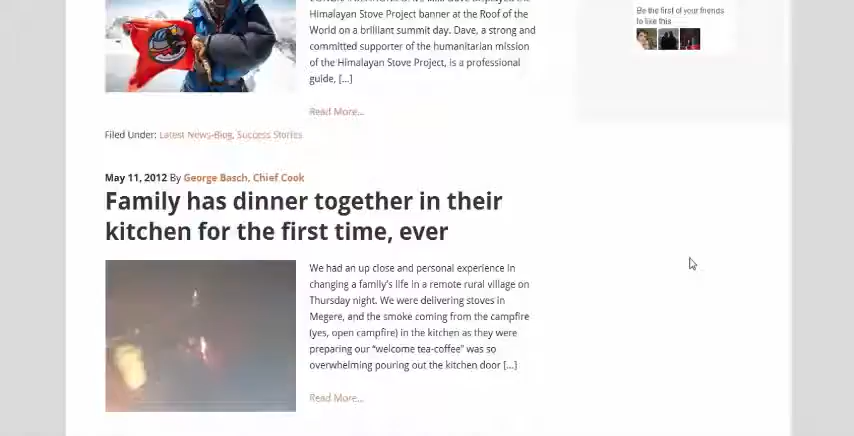 Himalayan Stove Project banner at the Roof of the
World on a brilliant summit day. Dave, a strong and
committed supporter of the humanitarian mission
of the Himalayan Stove Project, is a professional
guide, [...]
Read More...
Filed Under: Latest News-Blog, Success Stories
Be the first of your friends
to like this
May 11, 2012 By George Basch, Chief Cook
Family has dinner together in their
kitchen for the first time, ever
We had an up close and personal experience in
changing a family's life in a remote rural village on
Thursday night. We were delivering stoves in
Megere, and the smoke coming from the campfire
(yes, open campfire) in the kitchen as they were
preparing our "welcome tea-coffee" was so
overwhelming pouring out the kitchen door [...]
Read More...